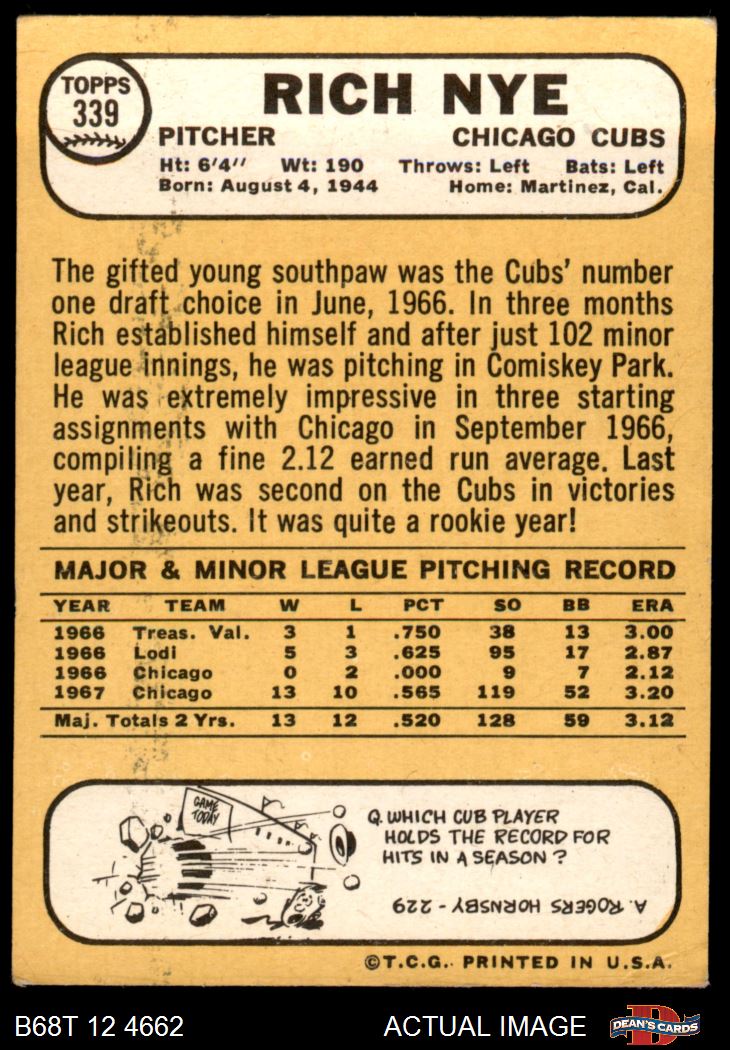 TOPPS
339
RICH NYE
PITCHER CHICAGO CUBS
Ht: 6'4" Wt: 190 Throws: Left Bats: Left
Born: August 4, 1944 Home: Martinez, Cal.
The gifted young southpaw was the Cubs' number
one draft choice in June, 1966. In three months
Rich established himself and after just 102 minor
league innings, he was pitching in Comiskey Park.
He was extremely impressive in three starting
assignments with Chicago in September 1966,
compiling a fine 2.12 earned run average. Last
year, Rich was second on the Cubs in victories
and strikeouts. It was quite a rookie year!
MAJOR & MINOR LEAGUE PITCHING RECORD
YEAR TEAM W L PCT SO BB ERA
1966 Treas. Val. 3 1 .750 38 13 3.00
1966 Lodi 5 3 .625 95 17 2.87
1966 Chicago 0 2 .000 9 7 2.12
1967 Chicago 13 10 .565 119 52 3.20
Maj. Totals 2 Yrs. 13 12 .520 128 59 3.12
GAME
TODAY
Q. WHICH CUB PLAYER
HOLDS THE RECORD FOR
HITS IN A SEASON?
A. ROGERS HORNSBY - 229
©T.C.G. PRINTED IN U.S.A.
B68T 12 4662 ACTUAL IMAGE
D
DEAN'S CARDS